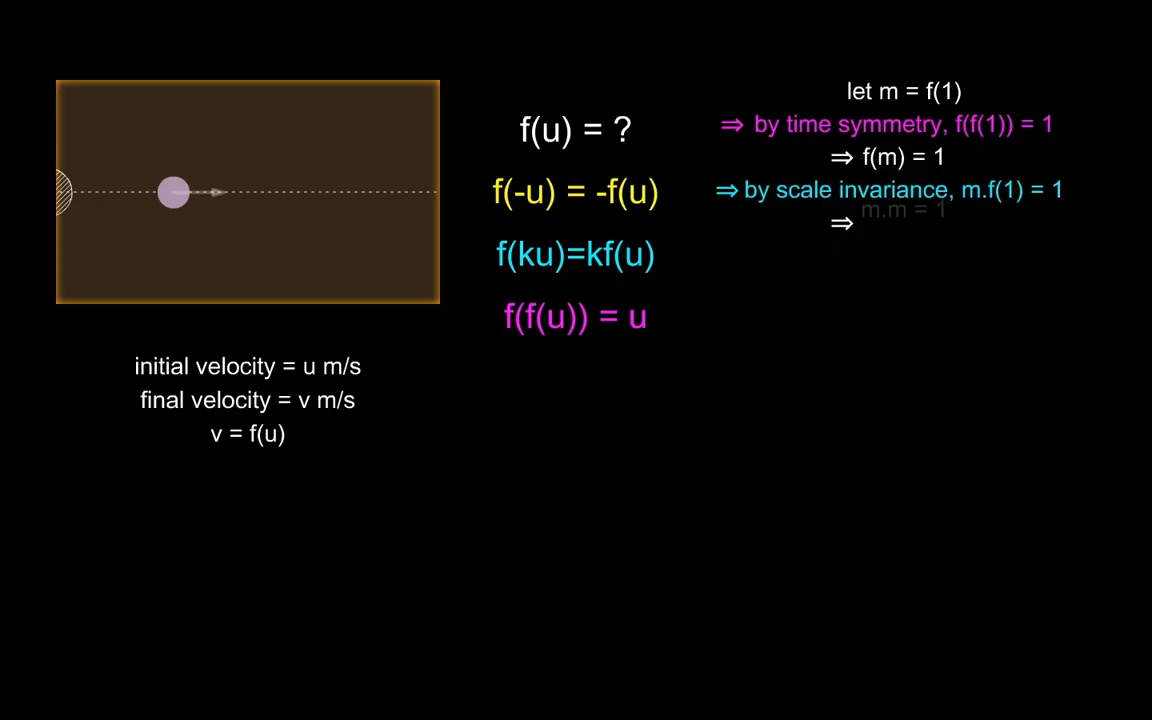 f(u) = ?
f(-u) = -f(u)
f(ku)=kf(u)
f(f(u)) = u
initial velocity = u m/s
final velocity = v m/s
v = f(u)
let m = f(1)
⇒ by time symmetry, f(f(1)) = 1
⇒ f(m) = 1
⇒ by scale invariance, m.f(1) = 1
⇒ m.m = 1